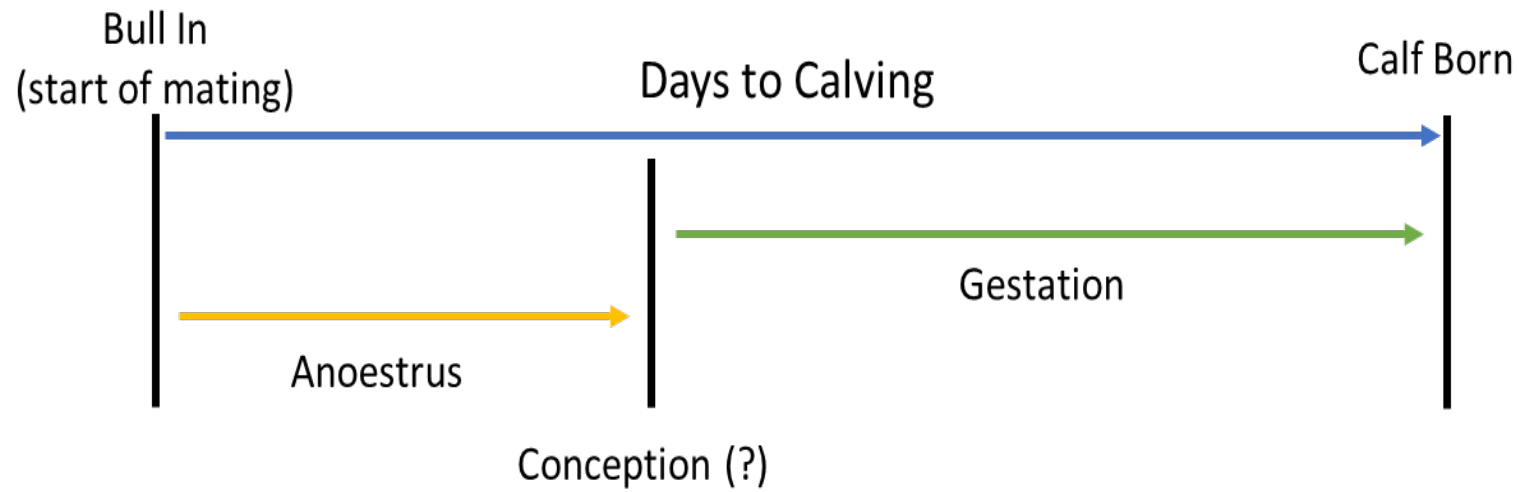 Bull In
(start of mating)
Days to Calving
Calf Born
Gestation
Anoestrus
Conception (?)